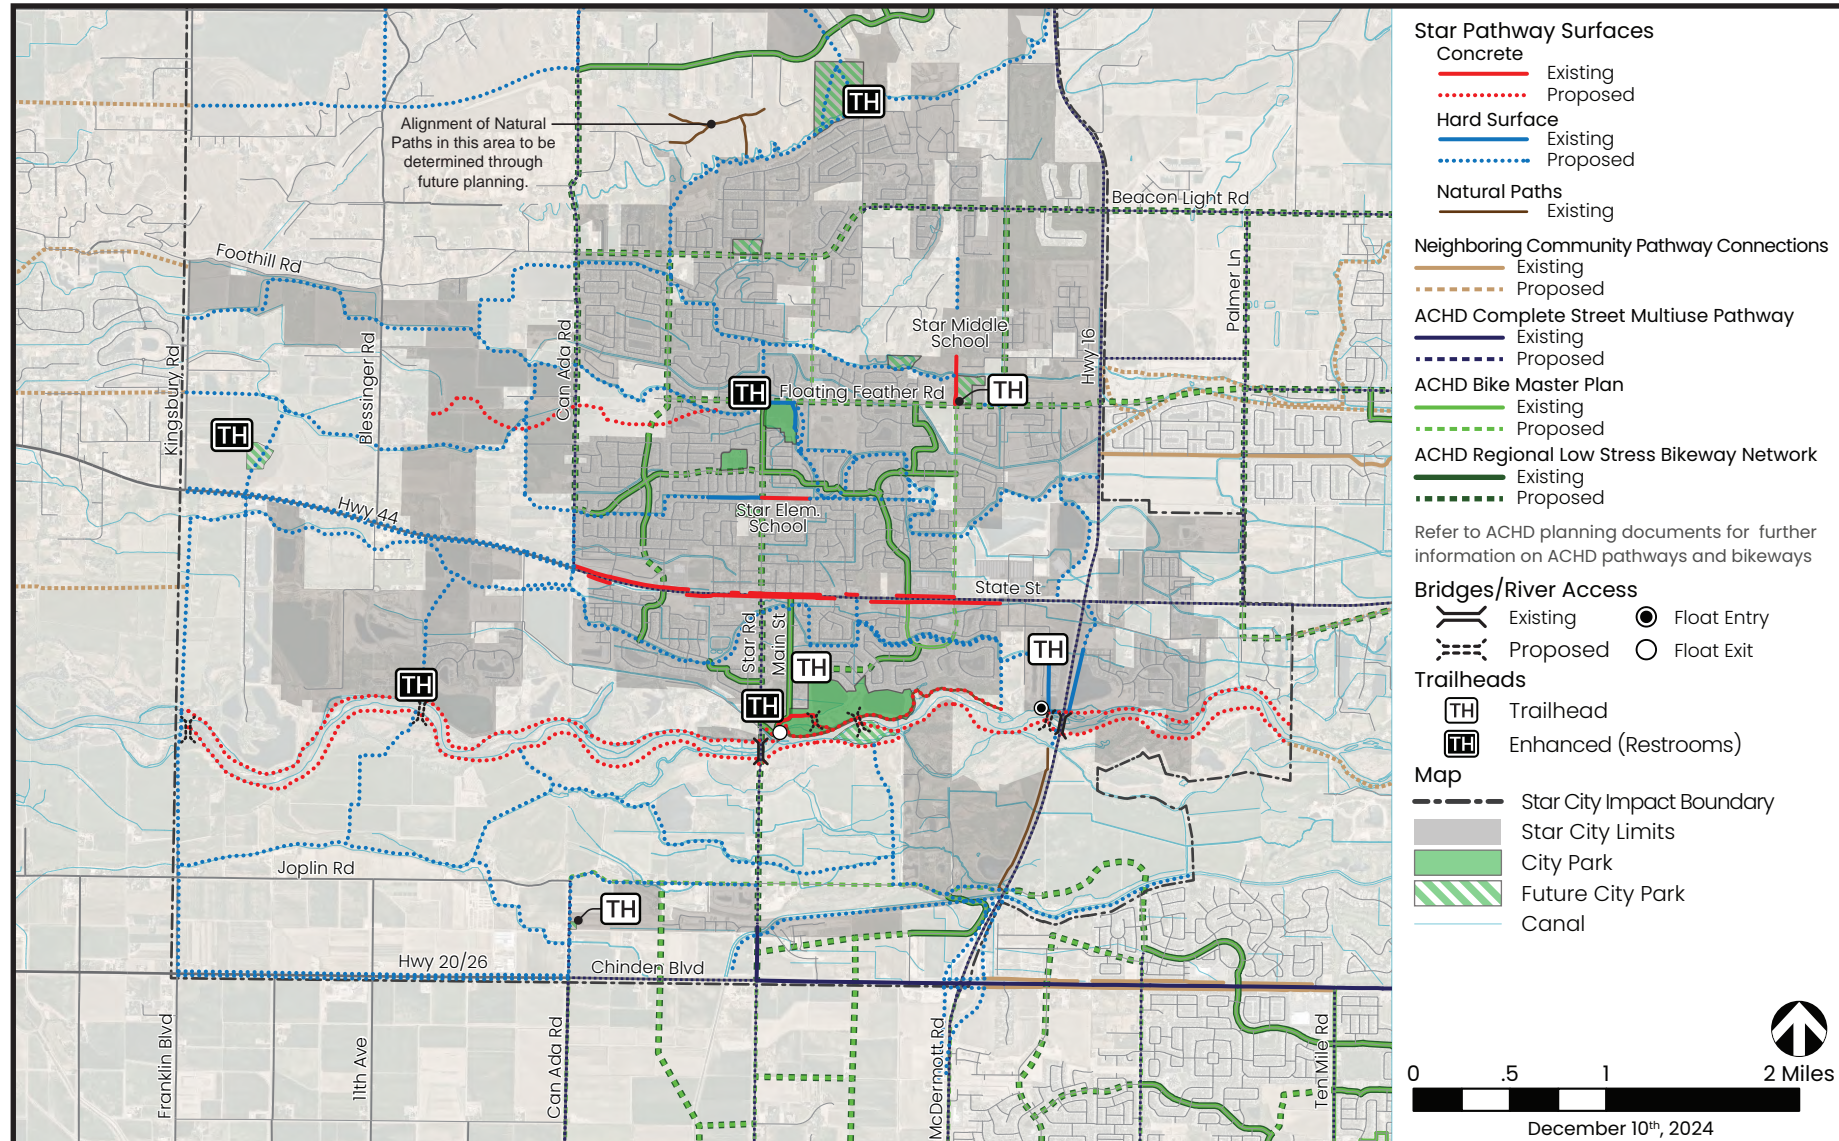 TH
Alignment of Natural
Paths in this area to be
determined through
future planning.
Beacon Light Rd
Foothill Rd
Palmer Ln
Star Middle
School
Hwy 16
Can Ada Rd
Kingsbury Rd
Blessinger Rd
TH
Floating Feather Rd
TH
TH
Hwy 44
Star Elem.
School
State St
Star Rd
Main St
TH
TH
TH
TH
Joplin Rd
TH
Hwy 20/26
Chinden Blvd
Franklin Blvd
11th Ave
Can Ada Rd
McDermott Rd
Ten Mile Rd
Star Pathway Surfaces
Concrete
Existing
Proposed
Hard Surface
Existing
Proposed
Natural Paths
Existing
Neighboring Community Pathway Connections
Existing
Proposed
ACHD Complete Street Multiuse Pathway
Existing
Proposed
ACHD Bike Master Plan
Existing
Proposed
ACHD Regional Low Stress Bikeway Network
Existing
Proposed
Refer to ACHD planning documents for further
information on ACHD pathways and bikeways
Bridges/River Access
Existing
Float Entry
Proposed
Float Exit
Trailheads
TH Trailhead
TH Enhanced (Restrooms)
Map
Star City Impact Boundary
Star City Limits
City Park
Future City Park
Canal
0 .5 1 2 Miles
December 10th, 2024